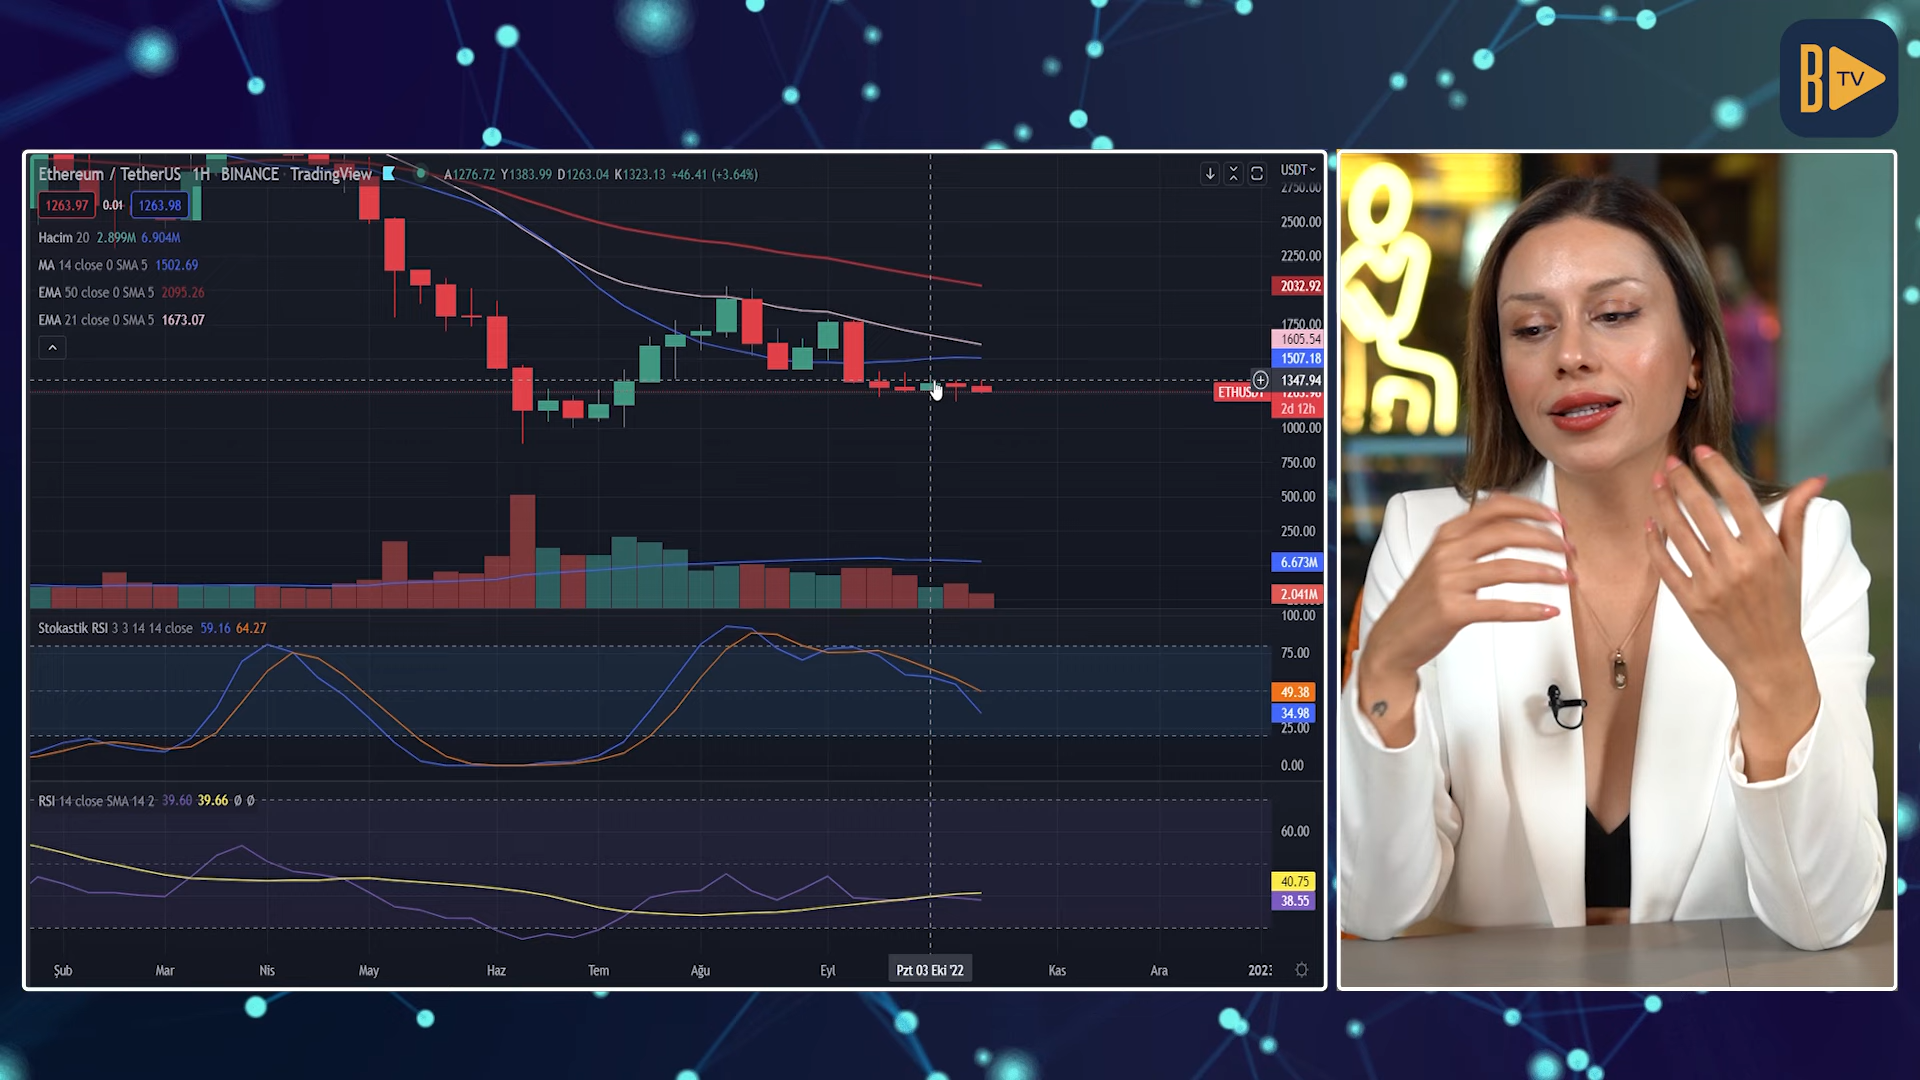 B TV
Ethereum / TetherUS 1H BINANCE TradingView A1276.72 Y1383.99 D1263.04 K1323.13 +46.41 (+3.64%)
1263.97 0.01 1263.98
Hacim 20 2.899M 6.904M
MA 14 close 0 SMA 5 1502.69
EMA 50 close 0 SMA 5 2095.26
EMA 21 close 0 SMA 5 1673.07
USDT
2750.00
2500.00
2250.00
2032.92
1750.00
1605.54
1507.18
1347.94
ETHUSDT 1263.98
2d 12h
1000.00
750.00
500.00
250.00
6.673M
2.041M
100.00
Stokastik RSI 3 3 14 14 close 59.16 64.27
75.00
49.38
34.98
25.00
0.00
RSI 14 close SMA 14 2 39.60 39.66 Ø Ø
60.00
40.75
38.55
Şub Mar Nis May Haz Tem Ağu Eyl Pzt 03 Eki '22 Kas Ara 2023